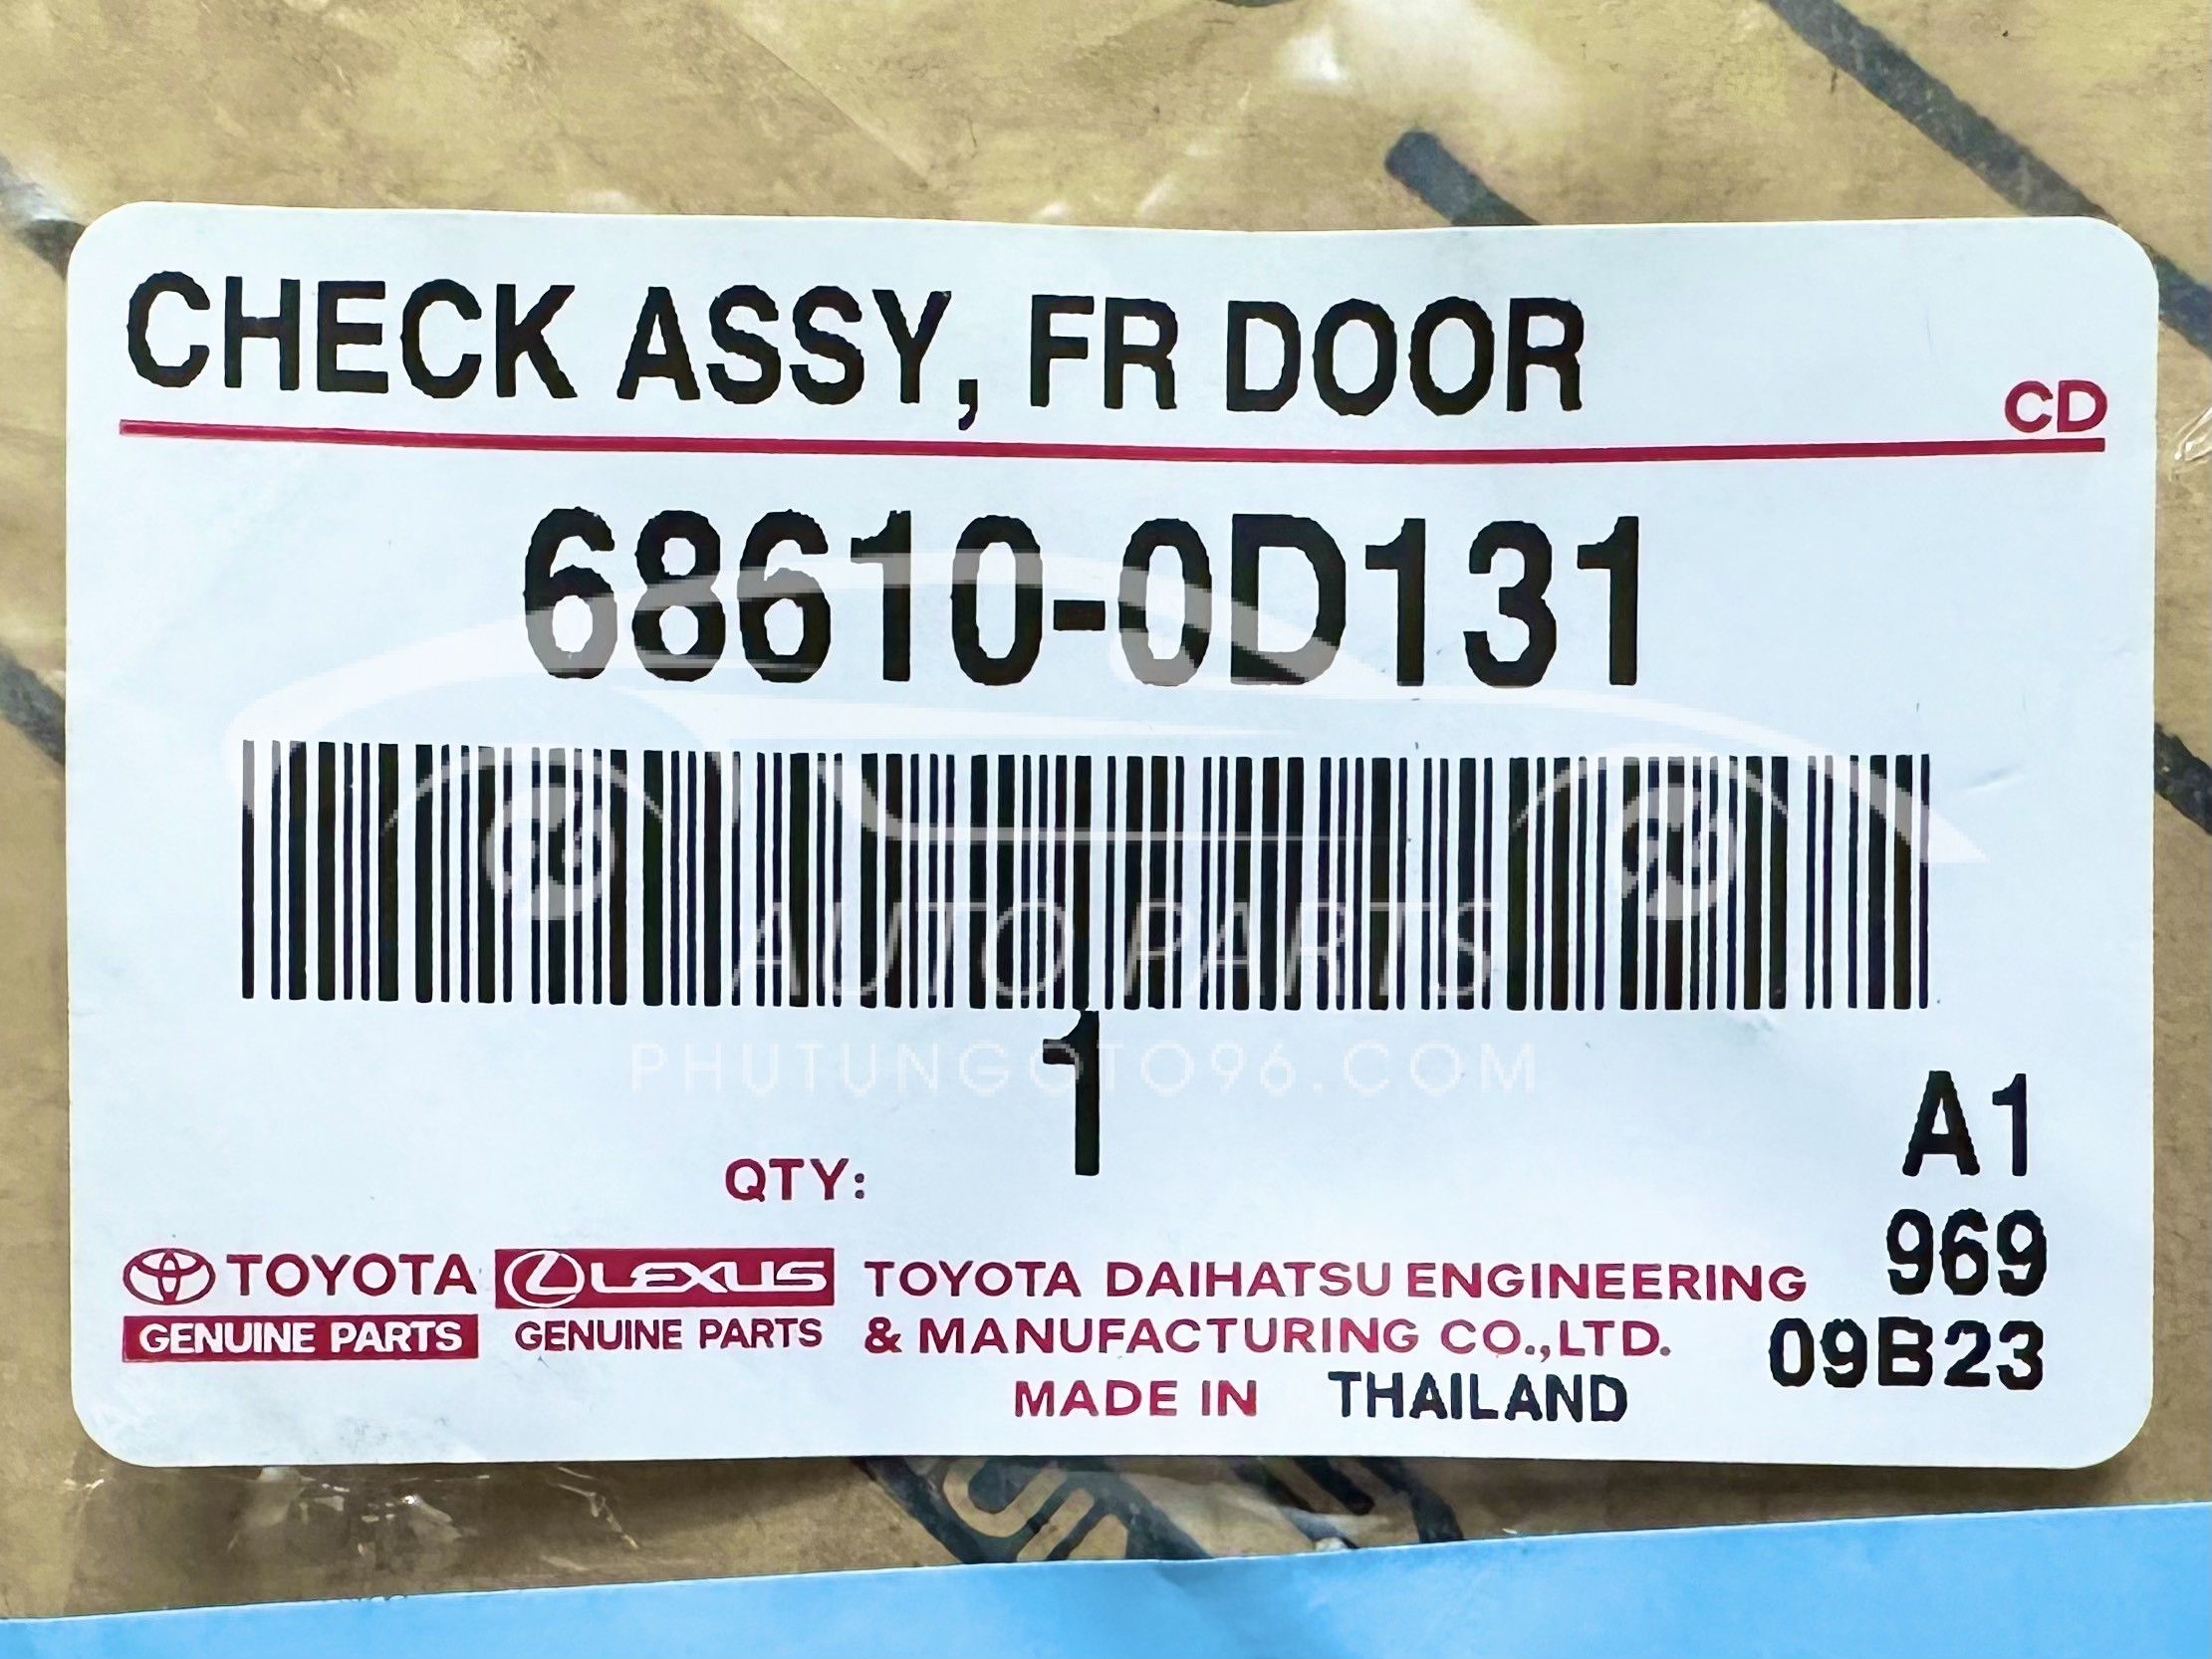 CHECK ASSY, FR DOOR
CD
68610-0D131
AUTO PARTS
1
PHUTUNGOTO96.COM
QTY:
A1
969
09B23
TOYOTA
GENUINE PARTS
LEXUS
GENUINE PARTS
TOYOTA DAIHATSU ENGINEERING
& MANUFACTURING CO.,LTD.
MADE IN THAILAND